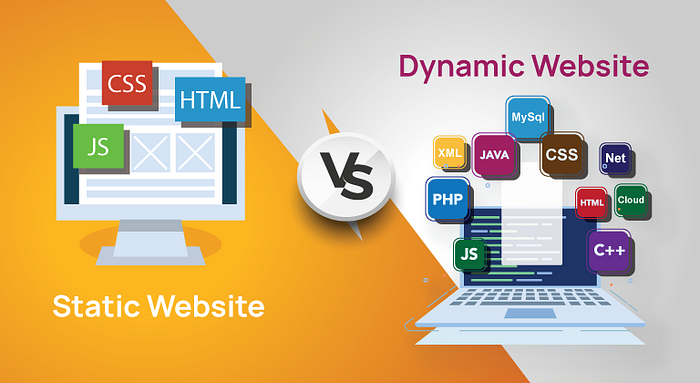 CSS
HTML
JS
Static Website
VS
Dynamic Website
MySql
XML
JAVA
CSS
Net
PHP
HTML
Cloud
JS
C++